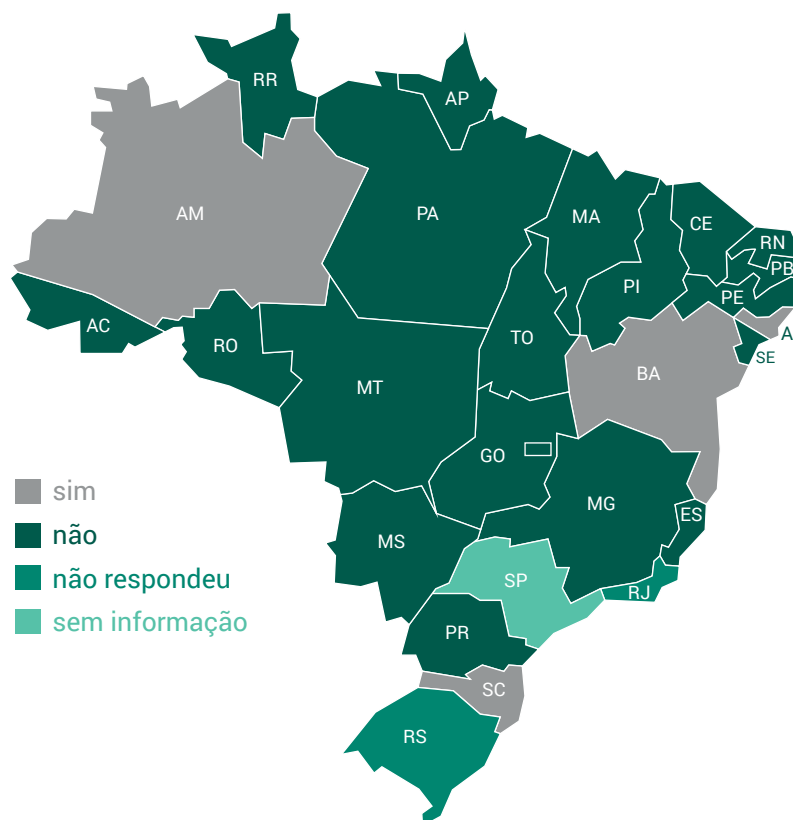 RR
AP
AM
PA
MA
CE
RN
PB
PI
PE
AC
RO
TO
A
SE
MT
BA
GO
sim
MG
não
ES
MS
não respondeu
SP
RJ
sem informação
PR
SC
RS